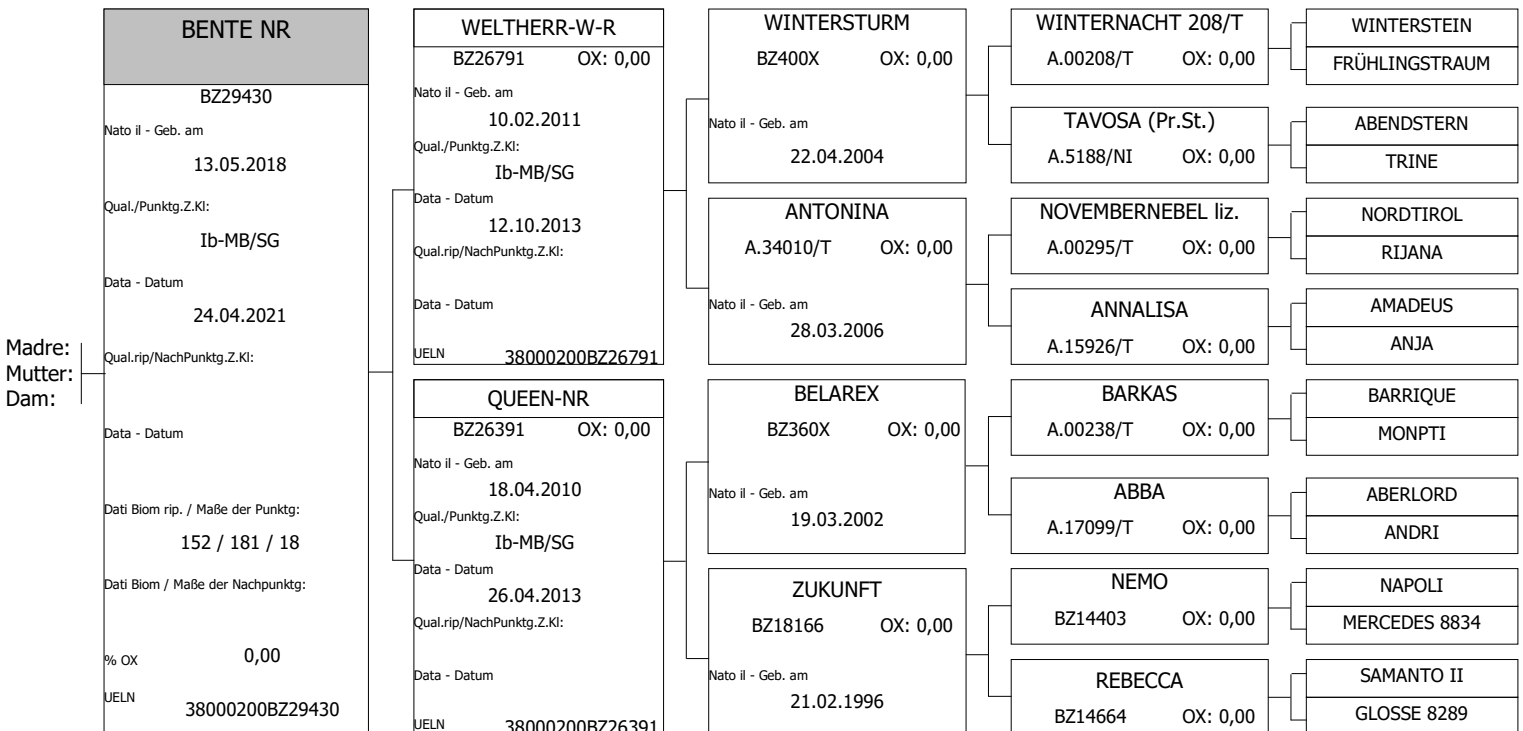 Madre:
Mutter:
Dam:
BENTE NR
BZ29430
Nato il - Geb. am
13.05.2018
Qual./Punktg.Z.Kl:
Ib-MB/SG
Data - Datum
24.04.2021
Qual.rip/NachPunktg.Z.Kl:
Data - Datum
Dati Biom rip. / Maße der Punktg:
152 / 181 / 18
Dati Biom / Maße der Nachpunktg:
% OX 0,00
UELN 38000200BZ29430
WELTHERR-W-R
BZ26791 OX: 0,00
Nato il - Geb. am
10.02.2011
Qual./Punktg.Z.Kl:
Ib-MB/SG
Data - Datum
12.10.2013
Qual.rip/NachPunktg.Z.Kl:
Data - Datum
UELN 38000200BZ26791
QUEEN-NR
BZ26391 OX: 0,00
Nato il - Geb. am
18.04.2010
Qual./Punktg.Z.Kl:
Ib-MB/SG
Data - Datum
26.04.2013
Qual.rip/NachPunktg.Z.Kl:
Data - Datum
UELN 38000200BZ26391
WINTERSTURM
BZ400X OX: 0,00
Nato il - Geb. am
22.04.2004
ANTONINA
A.34010/T OX: 0,00
Nato il - Geb. am
28.03.2006
BELAREX
BZ360X OX: 0,00
Nato il - Geb. am
19.03.2002
ZUKUNFT
BZ18166 OX: 0,00
Nato il - Geb. am
21.02.1996
WINTERNACHT 208/T
A.00208/T OX: 0,00
TAVOSA (Pr.St.)
A.5188/NI OX: 0,00
NOVEMBERNEBEL liz.
A.00295/T OX: 0,00
ANNALISA
A.15926/T OX: 0,00
BARKAS
A.00238/T OX: 0,00
ABBA
A.17099/T OX: 0,00
NEMO
BZ14403 OX: 0,00
REBECCA
BZ14664 OX: 0,00
WINTERSTEIN
FRÜHLINGSTRAUM
ABENDSTERN
TRINE
NORDTIROL
RIJANA
AMADEUS
ANJA
BARRIQUE
MONPTI
ABERLORD
ANDRI
NAPOLI
MERCEDES 8834
SAMANTO II
GLOSSE 8289